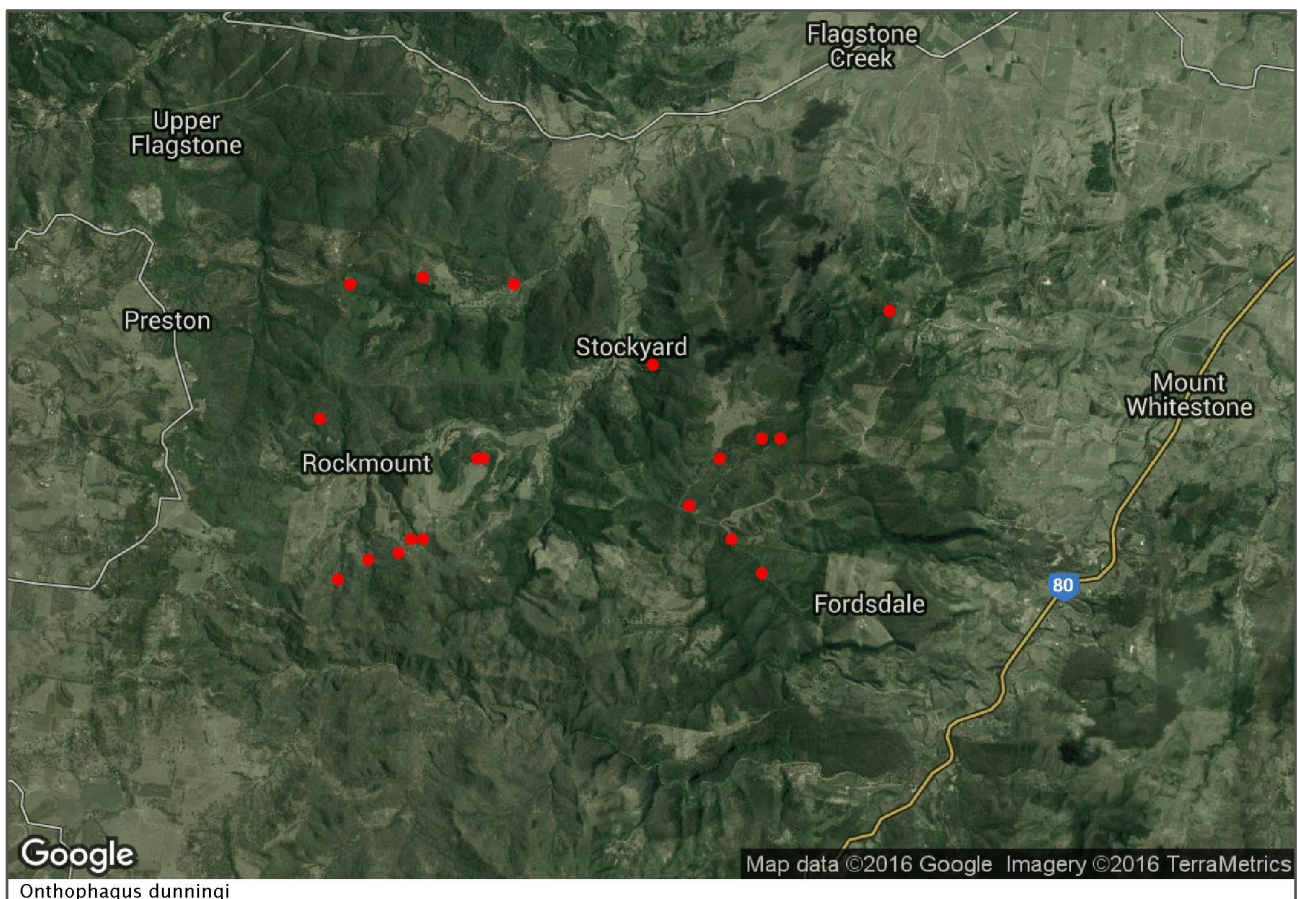 Flagstone
Creek
Upper
Flagstone
Preston
Stockyard
Mount
Whitestone
Rockmount
80
Fordsdale
Google
Map data ©2016 Google Imagery ©2016 TerraMetrics
Onthophagus dunningi